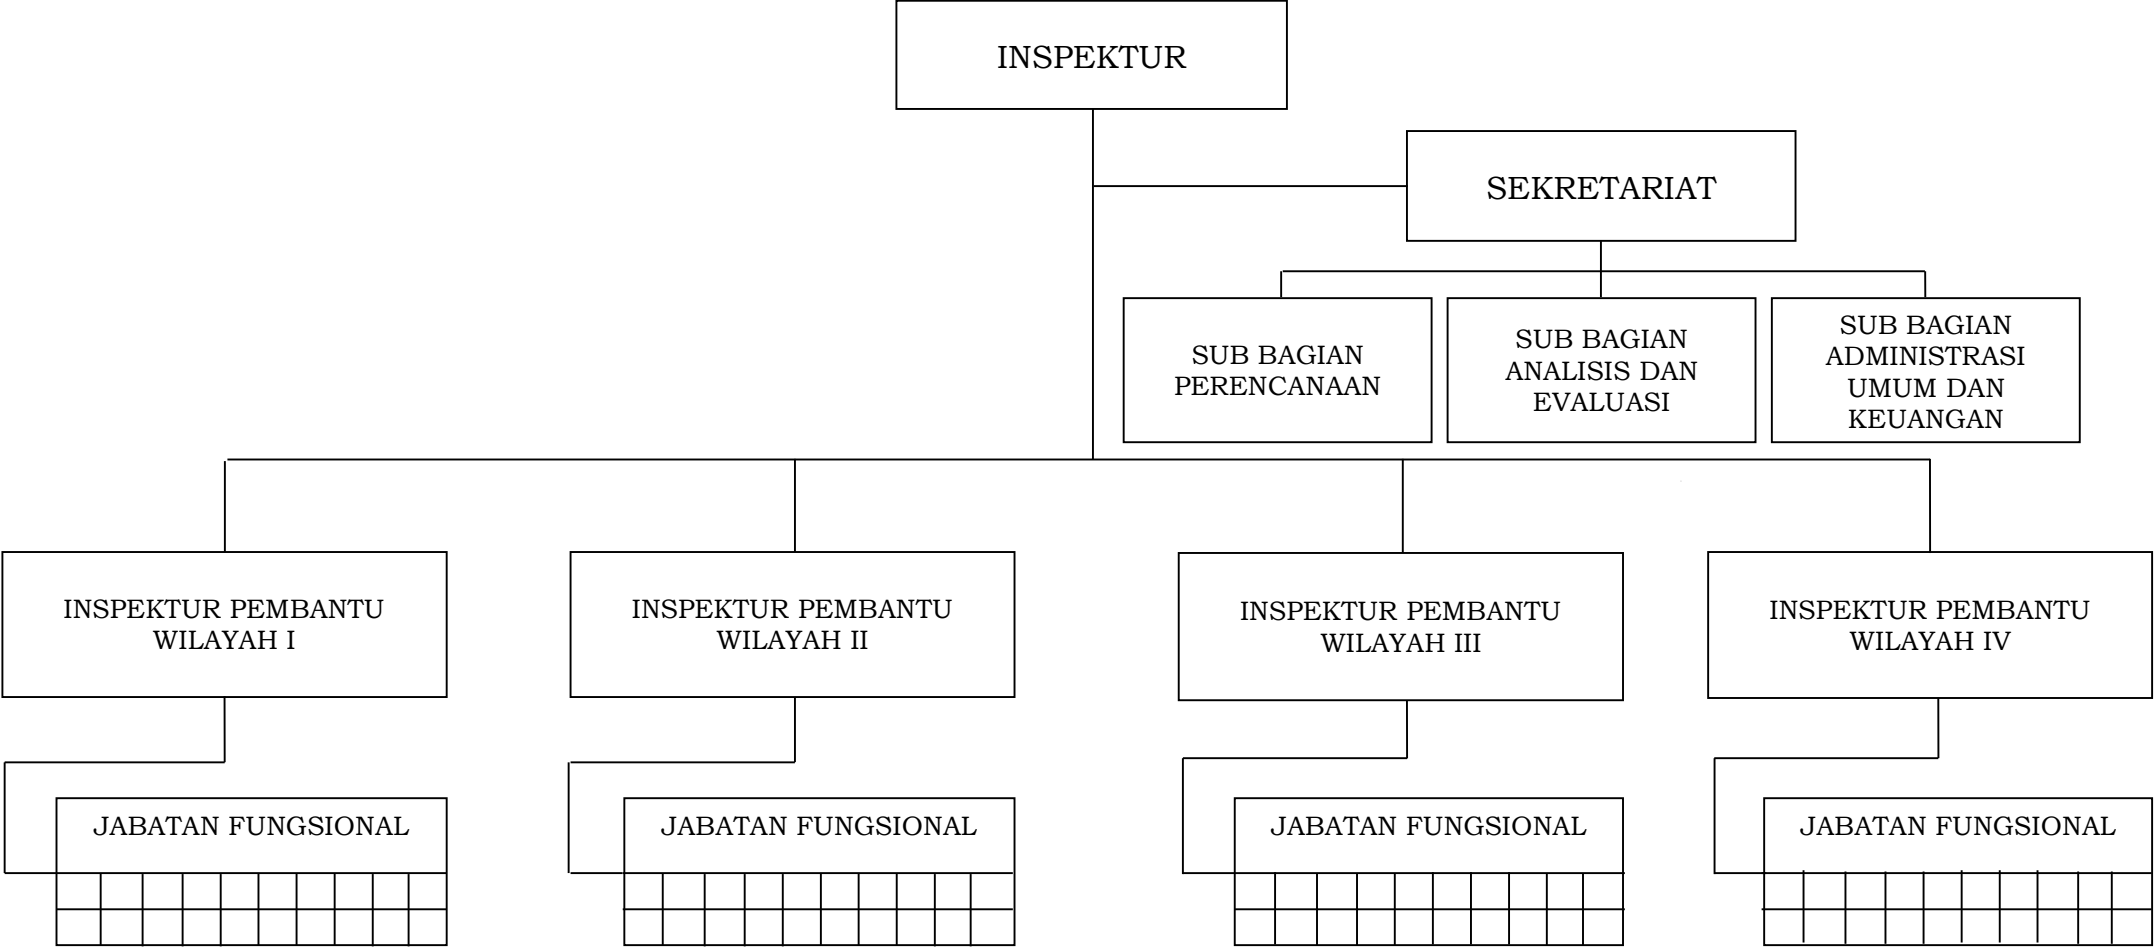 INSPEKTUR
SEKRETARIAT
SUB BAGIAN
PERENCANAAN
SUB BAGIAN
ANALISIS DAN
EVALUASI
SUB BAGIAN
ADMINISTRASI
UMUM DAN
KEUANGAN
INSPEKTUR PEMBANTU
WILAYAH I
INSPEKTUR PEMBANTU
WILAYAH II
INSPEKTUR PEMBANTU
WILAYAH III
INSPEKTUR PEMBANTU
WILAYAH IV
JABATAN FUNGSIONAL
JABATAN FUNGSIONAL
JABATAN FUNGSIONAL
JABATAN FUNGSIONAL